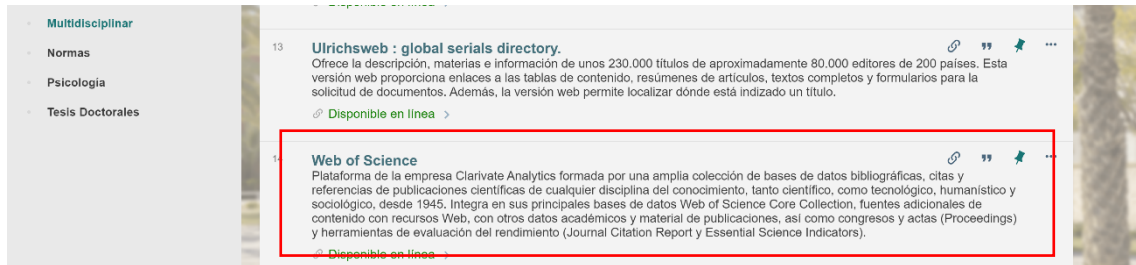 Disponible en línea
Multidisciplinar
Normas
Psicología
Tesis Doctorales
13
Ulrichsweb : global serials directory.
Ofrece la descripción, materias e información de unos 230.000 títulos de aproximadamente 80.000 editores de 200 países. Esta
versión web proporciona enlaces a las tablas de contenido, resúmenes de artículos, textos completos y formularios para la
solicitud de documentos. Además, la versión web permite localizar dónde está indizado un título.
Disponible en línea >
14
Web of Science
Plataforma de la empresa Clarivate Analytics formada por una amplia colección de bases de datos bibliográficas, citas y
referencias de publicaciones científicas de cualquier disciplina del conocimiento, tanto científico, como tecnológico, humanístico y
sociológico, desde 1945. Integra en sus principales bases de datos Web of Science Core Collection, fuentes adicionales de
contenido con recursos Web, con otros datos académicos y material de publicaciones, así como congresos y actas (Proceedings)
y herramientas de evaluación del rendimiento (Journal Citation Report y Essential Science Indicators).
Disponible en línea >